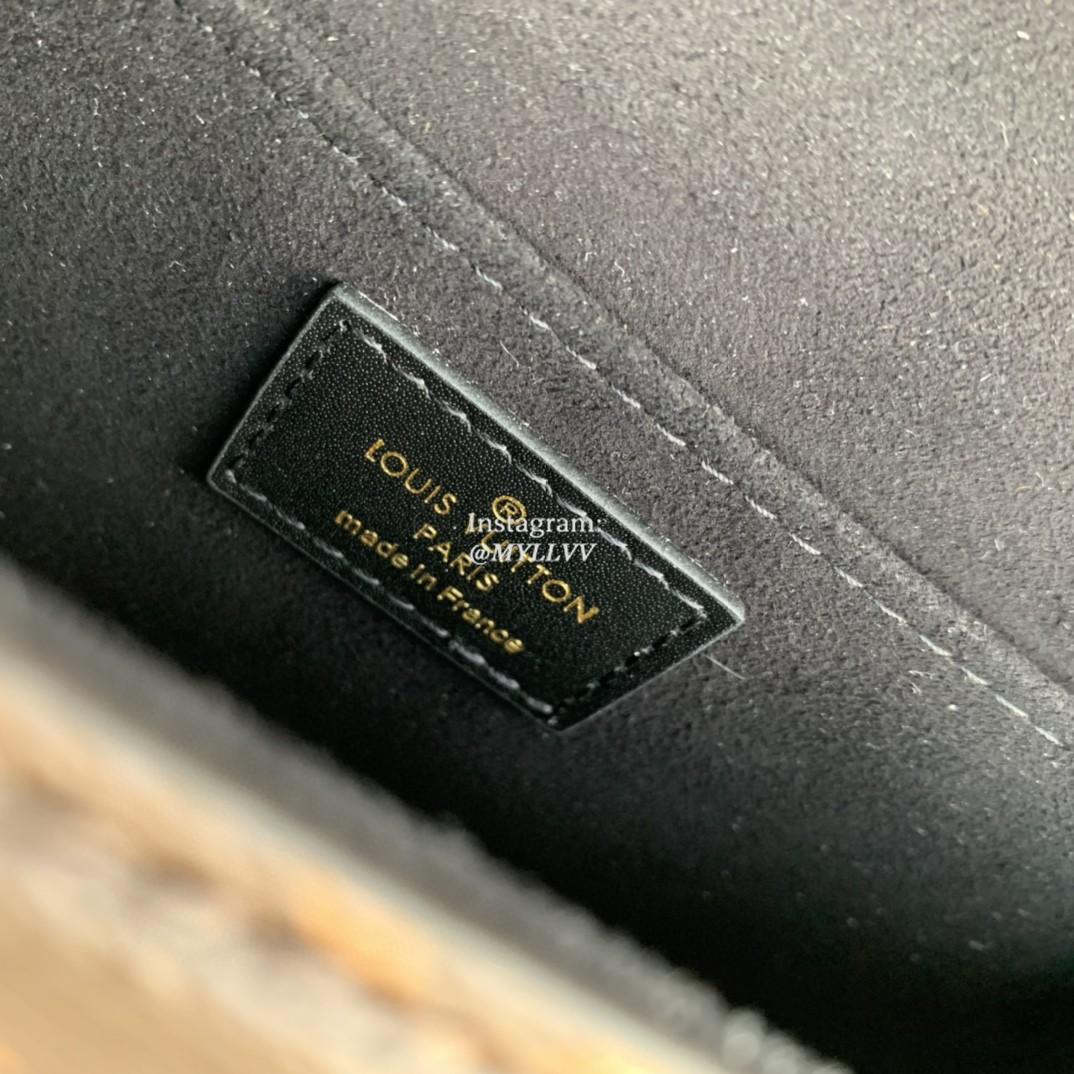 ®
LOUIS VUITTON
PARIS
made in France
Instagram:
@MYLLVV